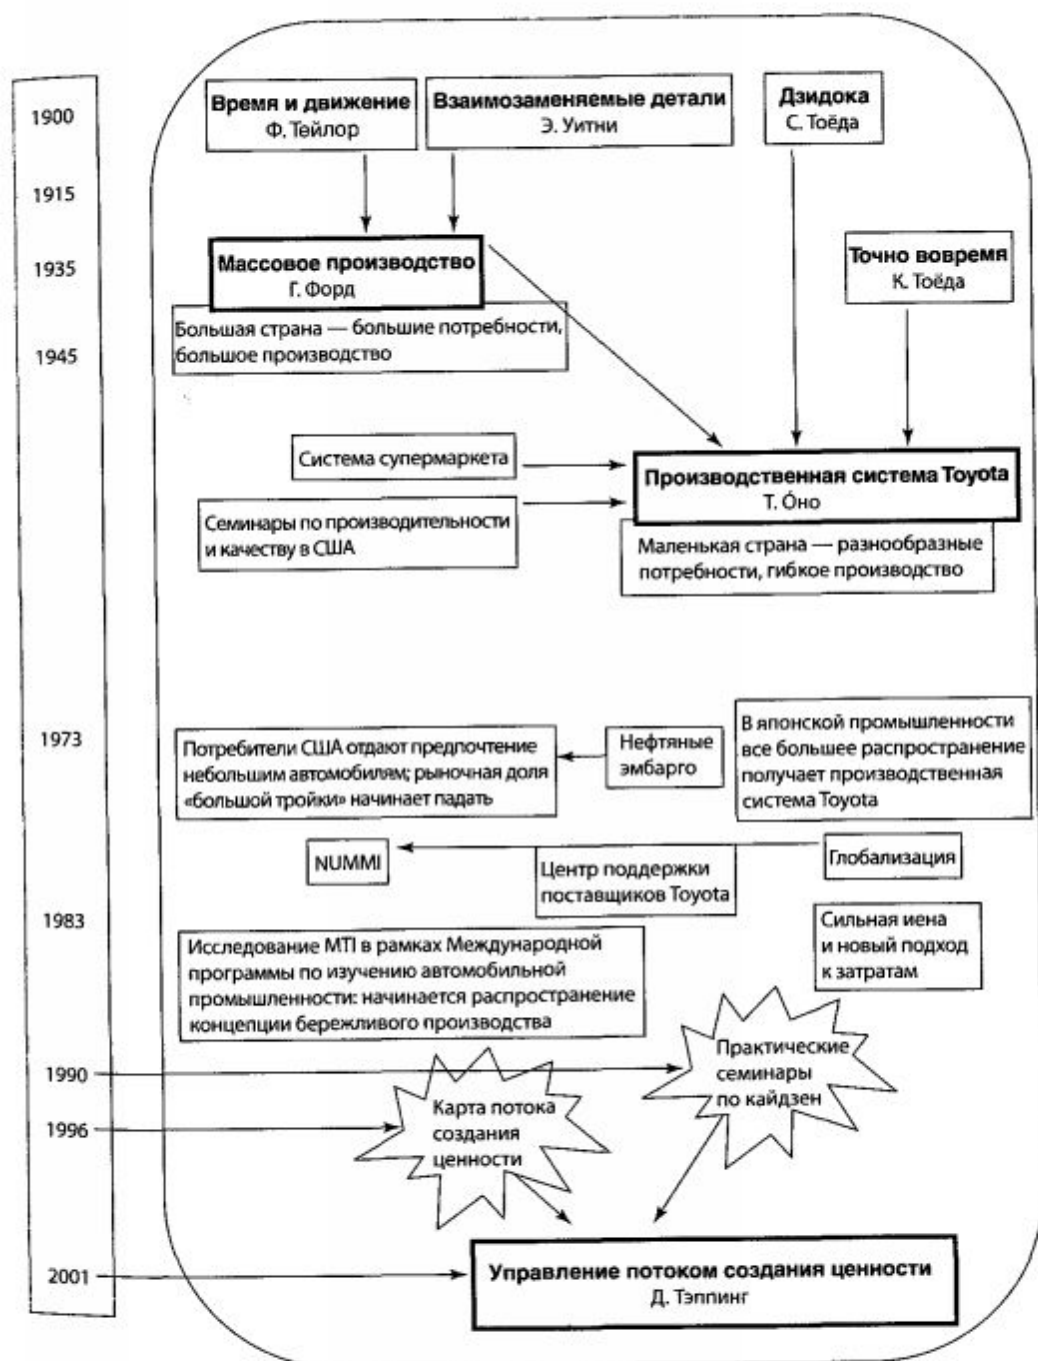 1900
Время и движение
Ф. Тейлор
Взаимозаменяемые детали
Э. Уитни
Дзидока
С. Тоёда
1915
1935
Массовое производство
Г. Форд
Точно вовремя
К. Тоёда
Большая страна — большие потребности,
большое производство
1945
Система супермаркета
Производственная система Toyota
Т. Óно
Семинары по производительности
и качеству в США
Маленькая страна — разнообразные
потребности, гибкое производство
1973
Потребители США отдают предпочтение
небольшим автомобилям; рыночная доля
«большой тройки» начинает падать
Нефтяные
эмбарго
В японской промышленности
все большее распространение
получает производственная
система Toyota
NUMMI
Центр поддержки
поставщиков Toyota
Глобализация
1983
Сильная иена
и новый подход
к затратам
Исследование MTI в рамках Международной
программы по изучению автомобильной
промышленности: начинается распространение
концепции бережливого производства
1990
Практические
семинары
по кайдзен
1996
Карта потока
создания
ценности
2001
Управление потоком создания ценности
Д. Тэппинг